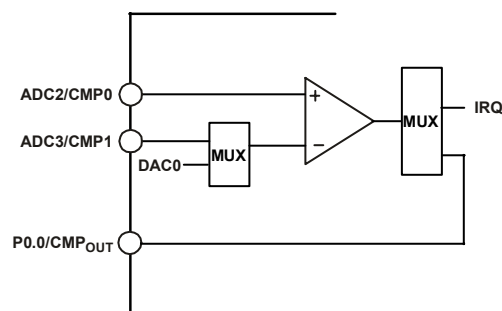 ADC2/CMP0
+
IRQ
ADC3/CMP1
MUX
DAC0
MUX
−
P0.0/CMPOUT